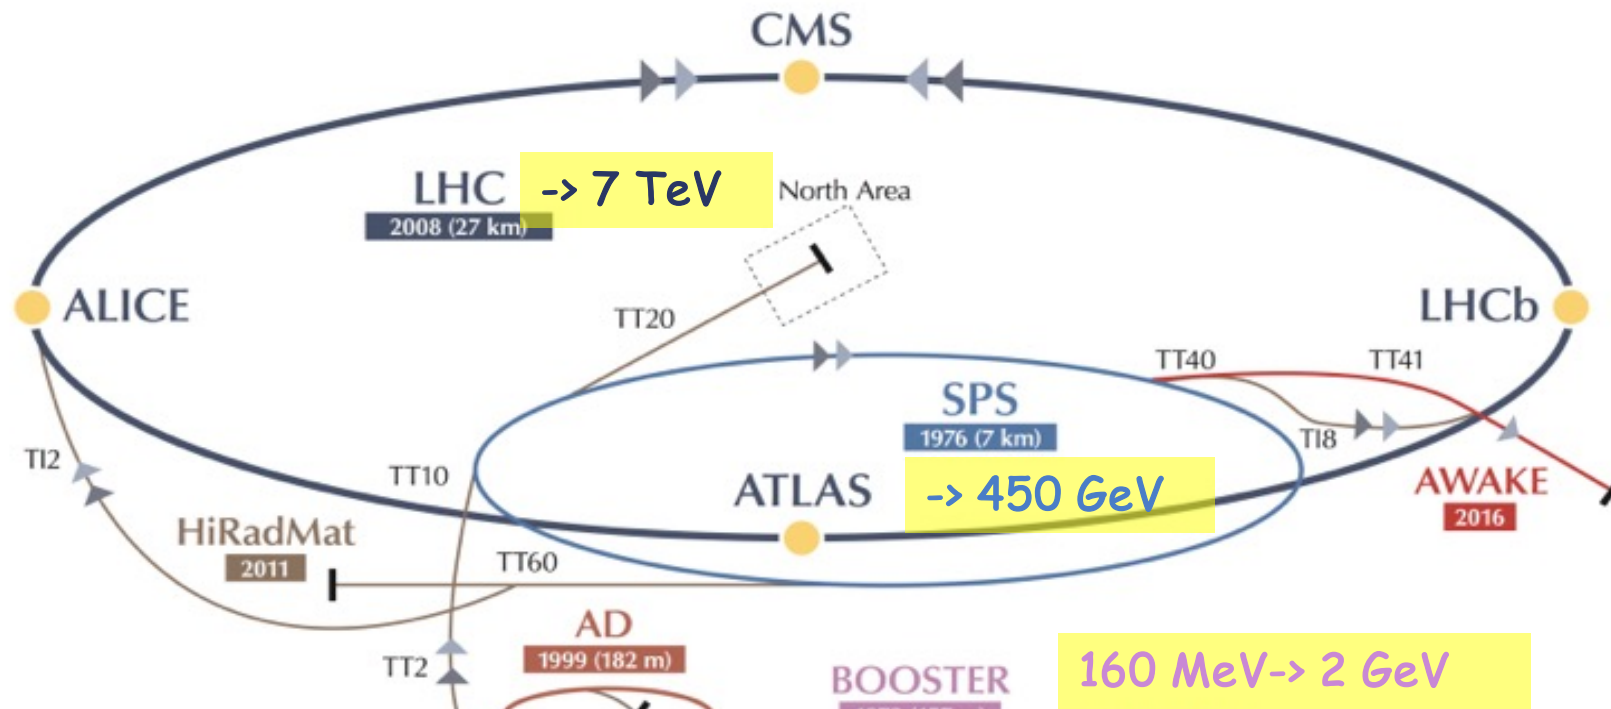 CMS
LHC -> 7 TeV
North Area
2008 (27 km)
ALICE
LHCb
TT20
TT40
TT41
SPS
1976 (7 km)
TI8
TI2
TT10
ATLAS
-> 450 GeV
AWAKE
2016
HiRadMat
2011
TT60
AD
1999 (182 m)
TT2
BOOSTER
160 MeV-> 2 GeV